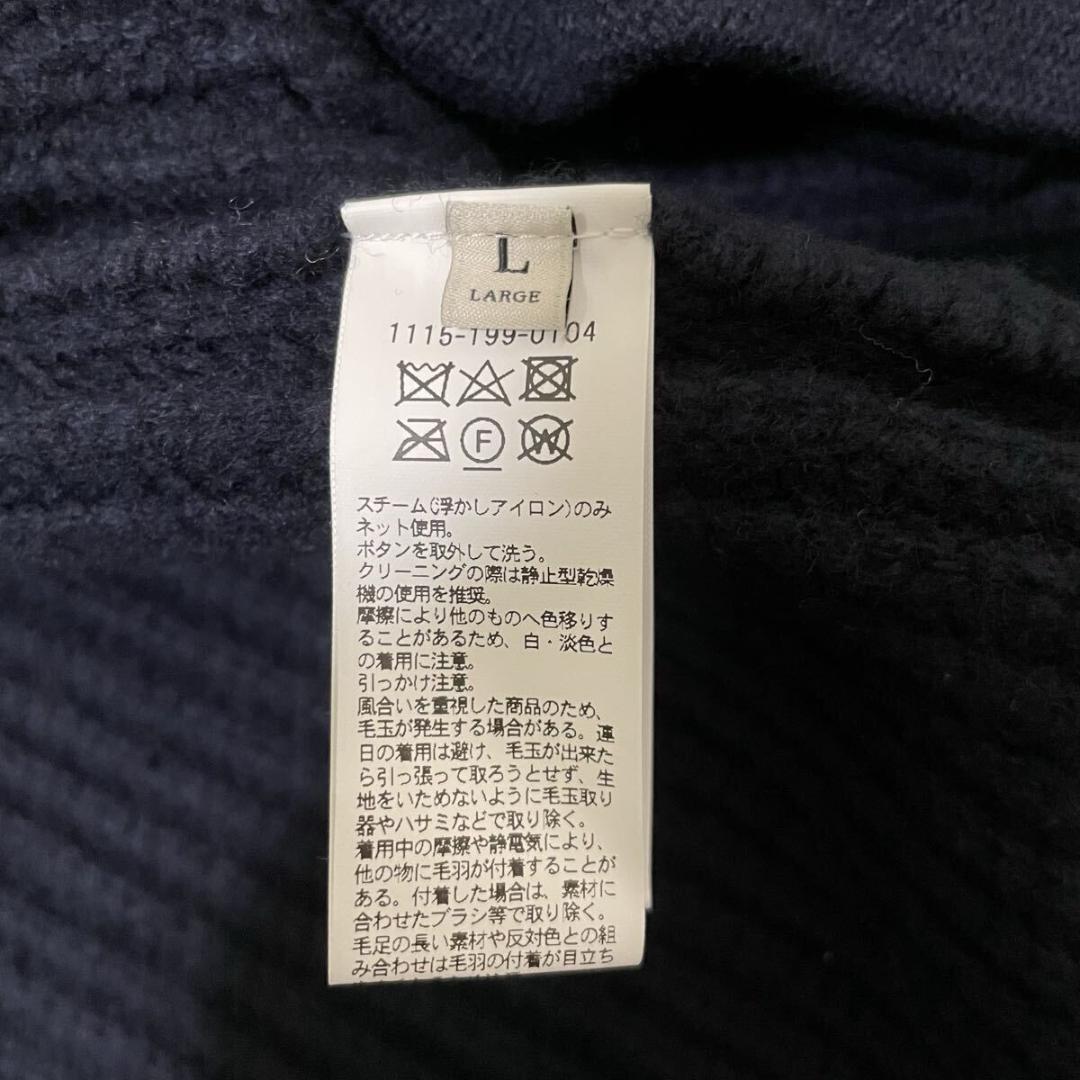 L
LARGE
1115-199-0104
F
W
スチーム(浮かしアイロン)のみ
ネット使用。
ボタンを取外して洗う。
クリーニングの際は静止型乾燥
機の使用を推奨。
摩擦により他のものへ色移りす
ることがあるため、白・淡色と
の着用に注意。
引っかけ注意。
風合いを重視した商品のため、
毛玉が発生する場合がある。連
日の着用は避け、毛玉が出来た
ら引っ張って取ろうとせず、生
地をいためないように毛玉取り
器やハサミなどで取り除く。
着用中の摩擦や静電気により、
他の物に毛羽が付着することが
ある。付着した場合は、素材に
合わせたブラシ等で取り除く。
毛足の長い素材や反対色との組
み合わせは毛羽の付着が目立ち